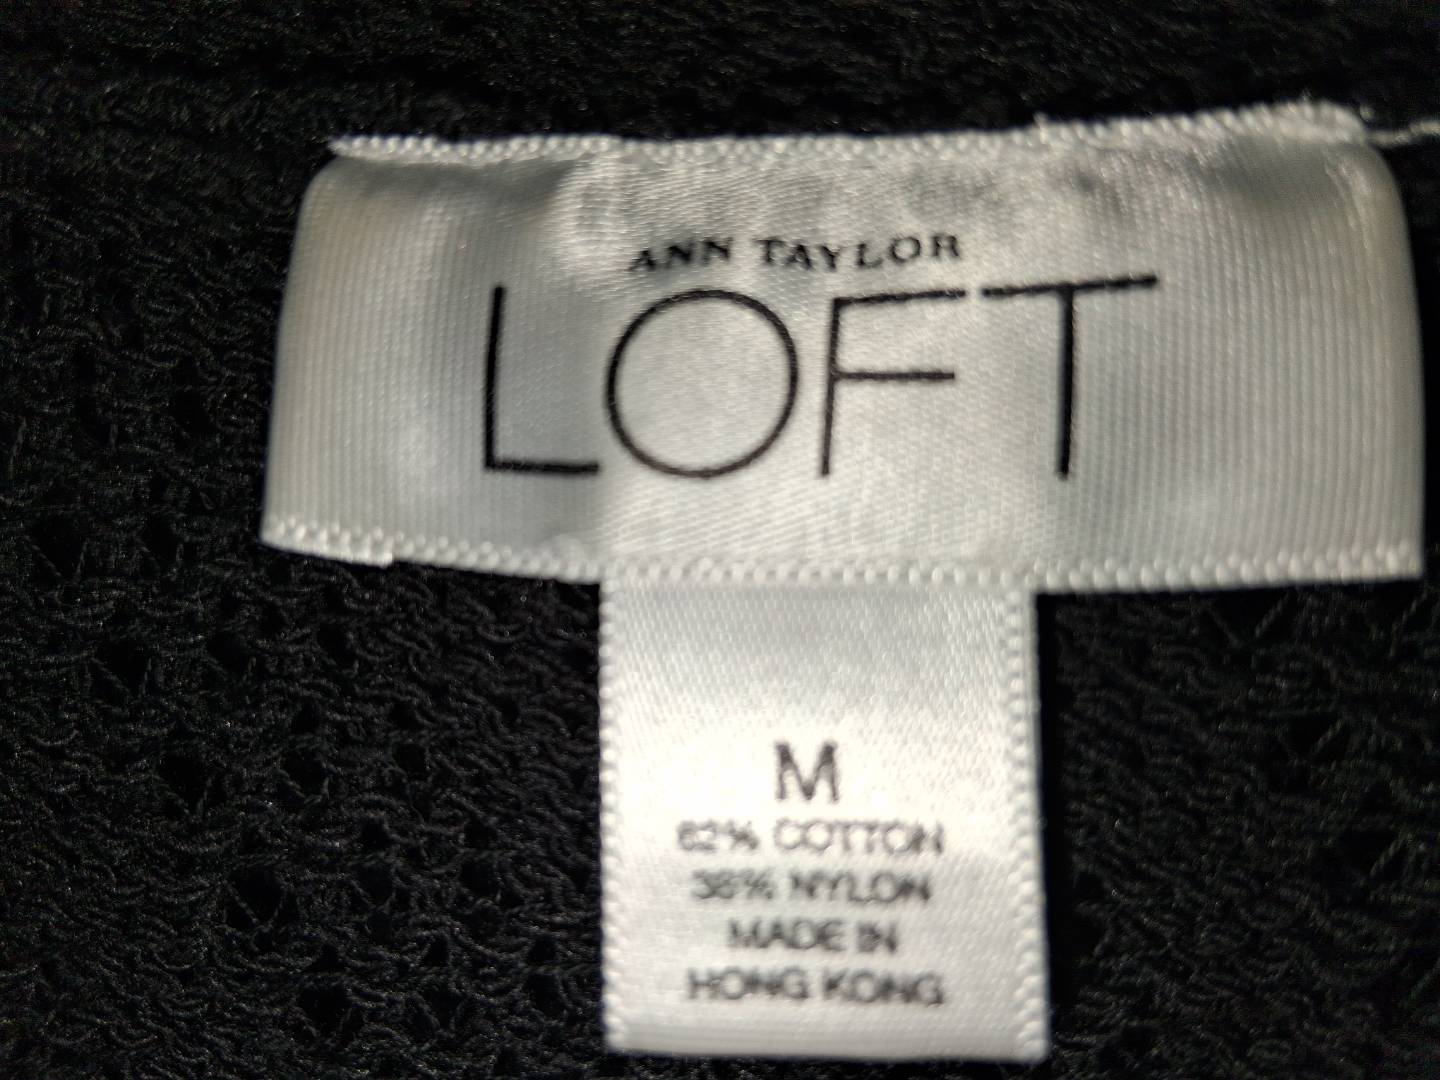 ANN TAYLOR
LOFT
M
62% COTTON
38% NYLON
MADE IN
HONG KONG